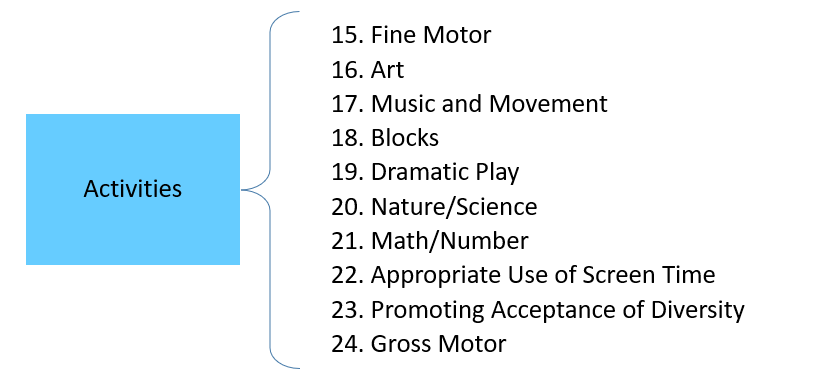 Activities
15. Fine Motor
16. Art
17. Music and Movement
18. Blocks
19. Dramatic Play
20. Nature/Science
21. Math/Number
22. Appropriate Use of Screen Time
23. Promoting Acceptance of Diversity
24. Gross Motor